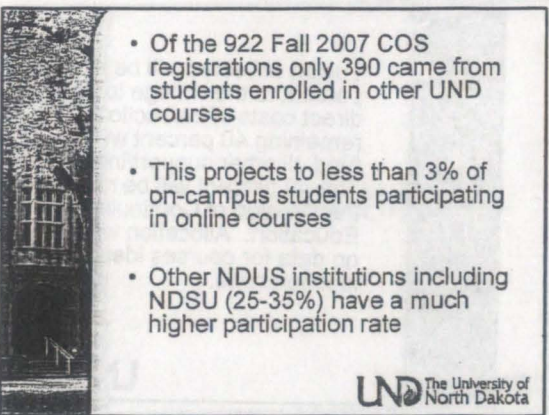 • Of the 922 Fall 2007 COS
registrations only 390 came from
students enrolled in other UND
courses
• This projects to less than 3% of
on-campus students participating
in online courses
• Other NDUS institutions including
NDSU (25-35%) have a much
higher participation rate
UND The University of
North Dakota